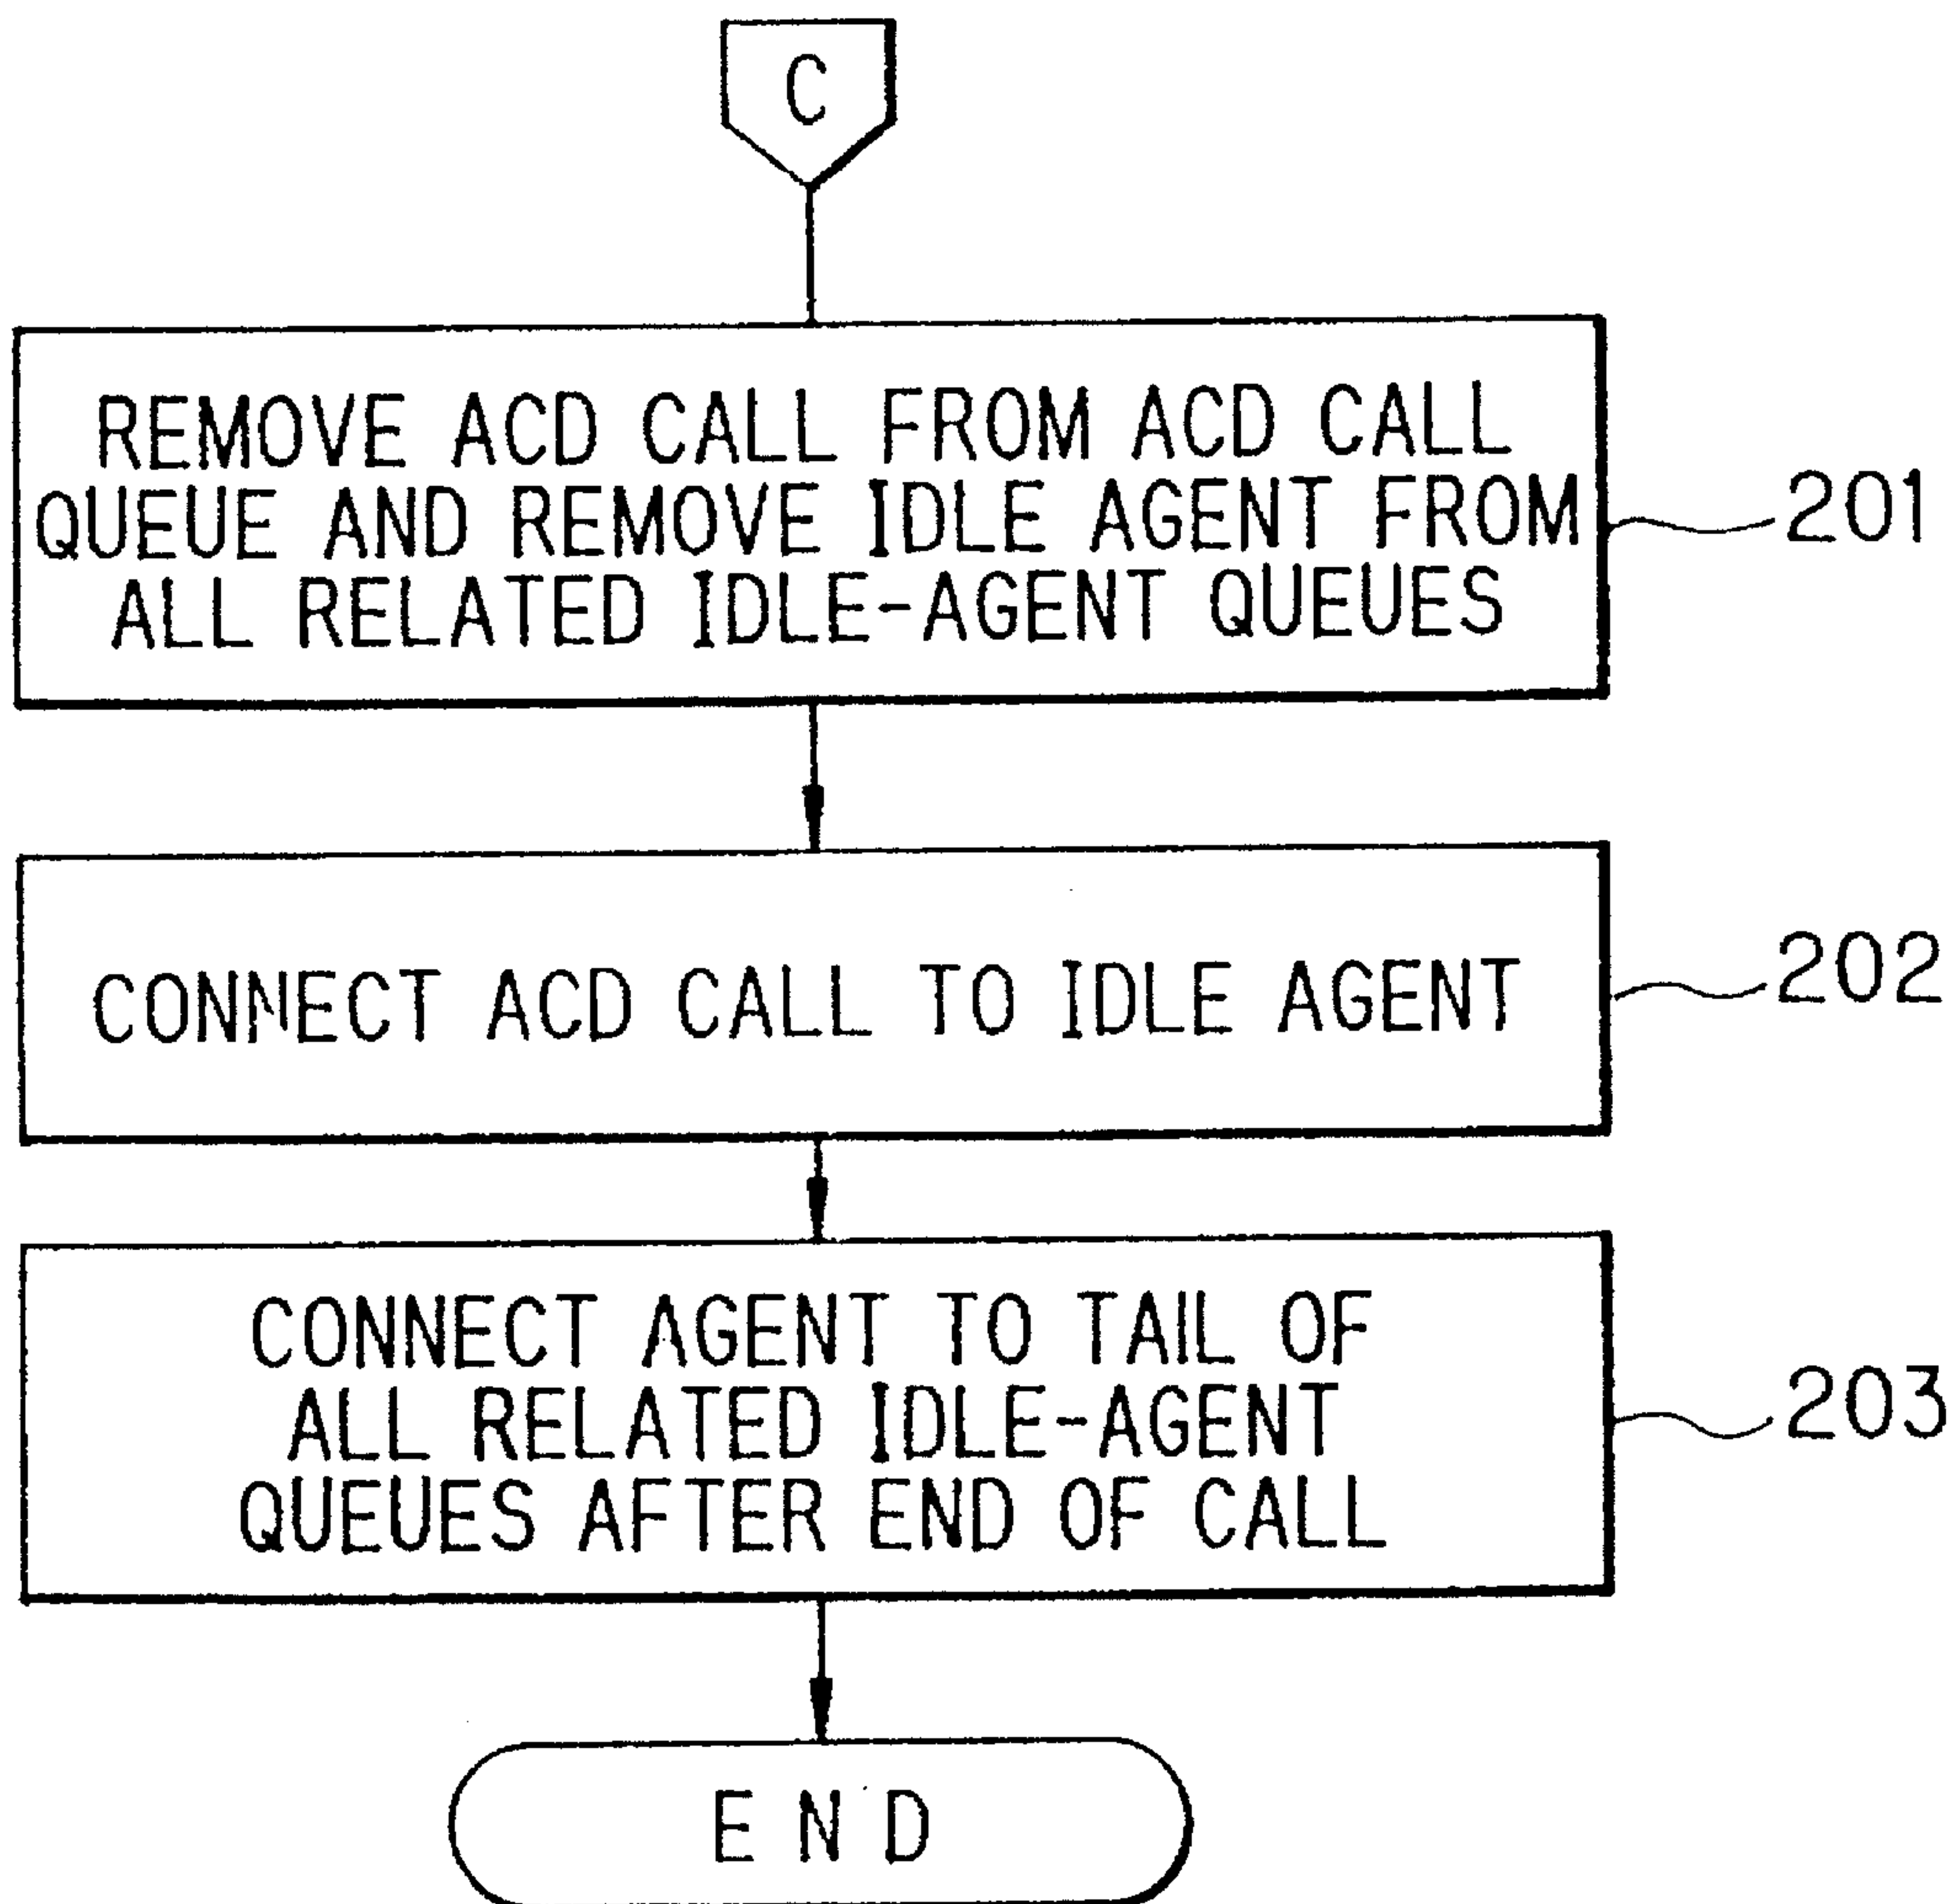 C
REMOVE ACD CALL FROM ACD CALL
QUEUE AND REMOVE IDLE AGENT FROM
ALL RELATED IDLE-AGENT QUEUES
201
CONNECT ACD CALL TO IDLE AGENT
202
CONNECT AGENT TO TAIL OF
ALL RELATED IDLE-AGENT
QUEUES AFTER END OF CALL
203
END